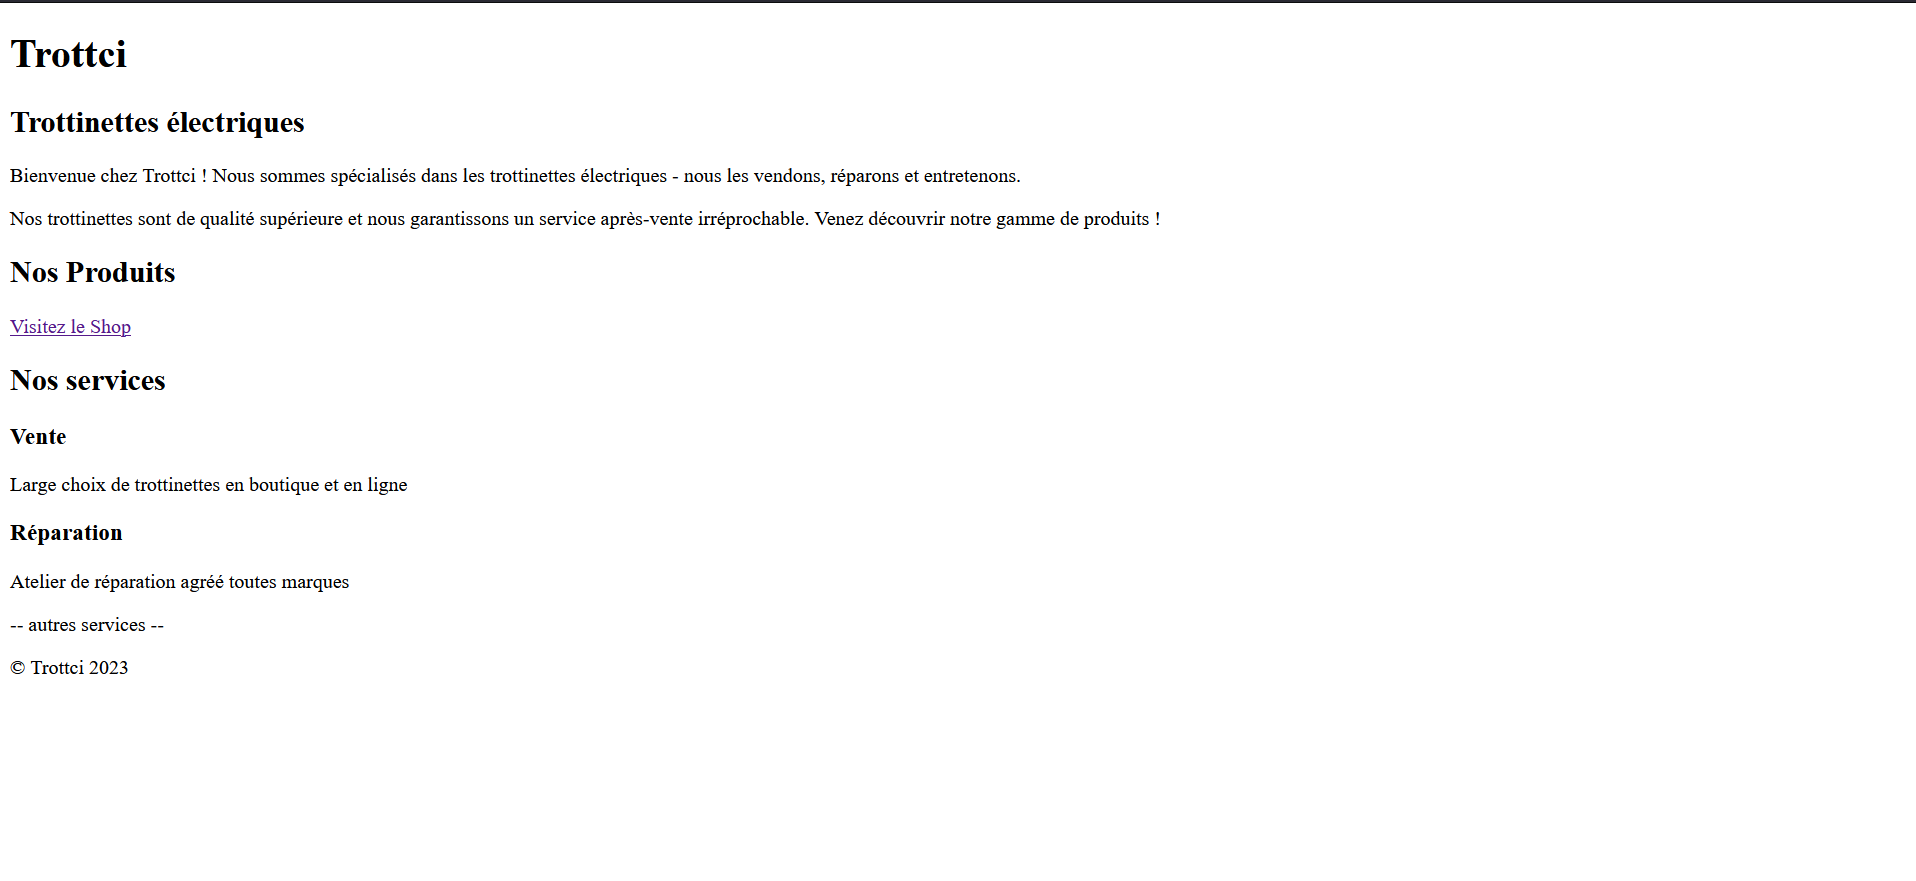 Trottci
Trottinettes électriques
Bienvenue chez Trottci ! Nous sommes spécialisés dans les trottinettes électriques - nous les vendons, réparons et entretenons.
Nos trottinettes sont de qualité supérieure et nous garantissons un service après-vente irréprochable. Venez découvrir notre gamme de produits !
Nos Produits
Visitez le Shop
Nos services
Vente
Large choix de trottinettes en boutique et en ligne
Réparation
Atelier de réparation agréé toutes marques
-- autres services --
© Trottci 2023